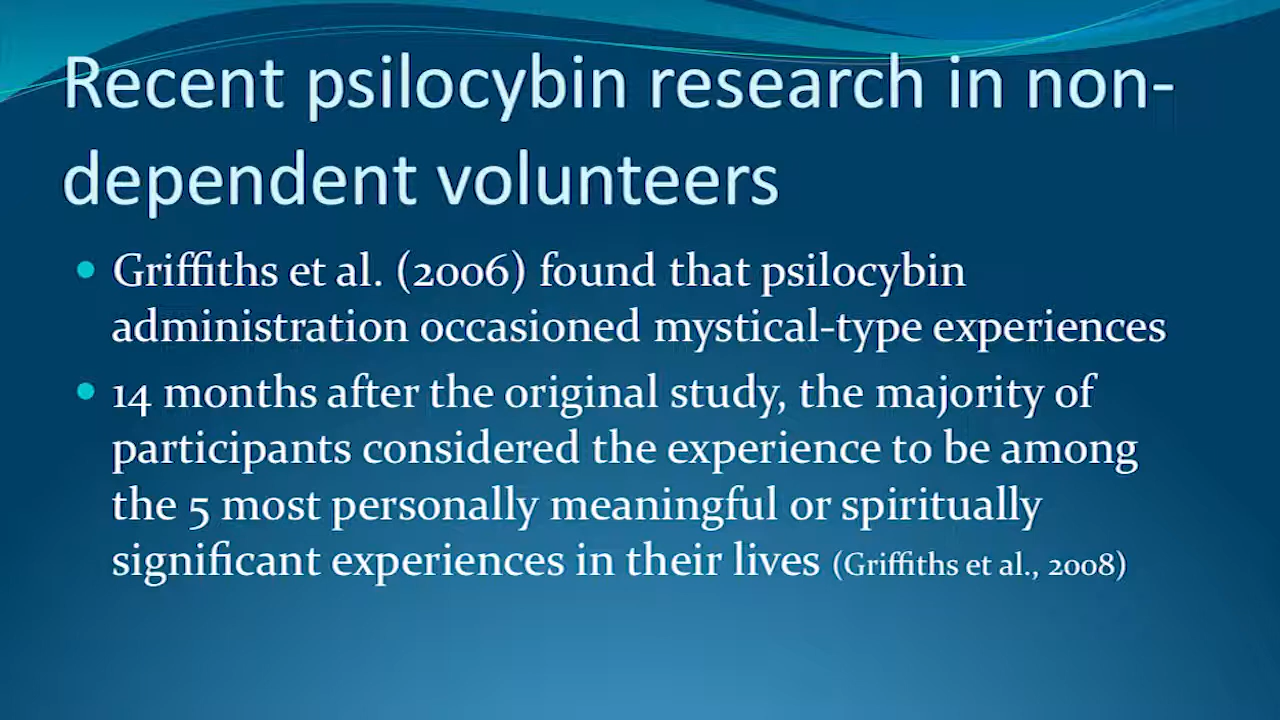 Recent psilocybin research in non-
dependent volunteers
• Griffiths et al. (2006) found that psilocybin
administration occasioned mystical-type experiences
• 14 months after the original study, the majority of
participants considered the experience to be among
the 5 most personally meaningful or spiritually
significant experiences in their lives (Griffiths et al., 2008)